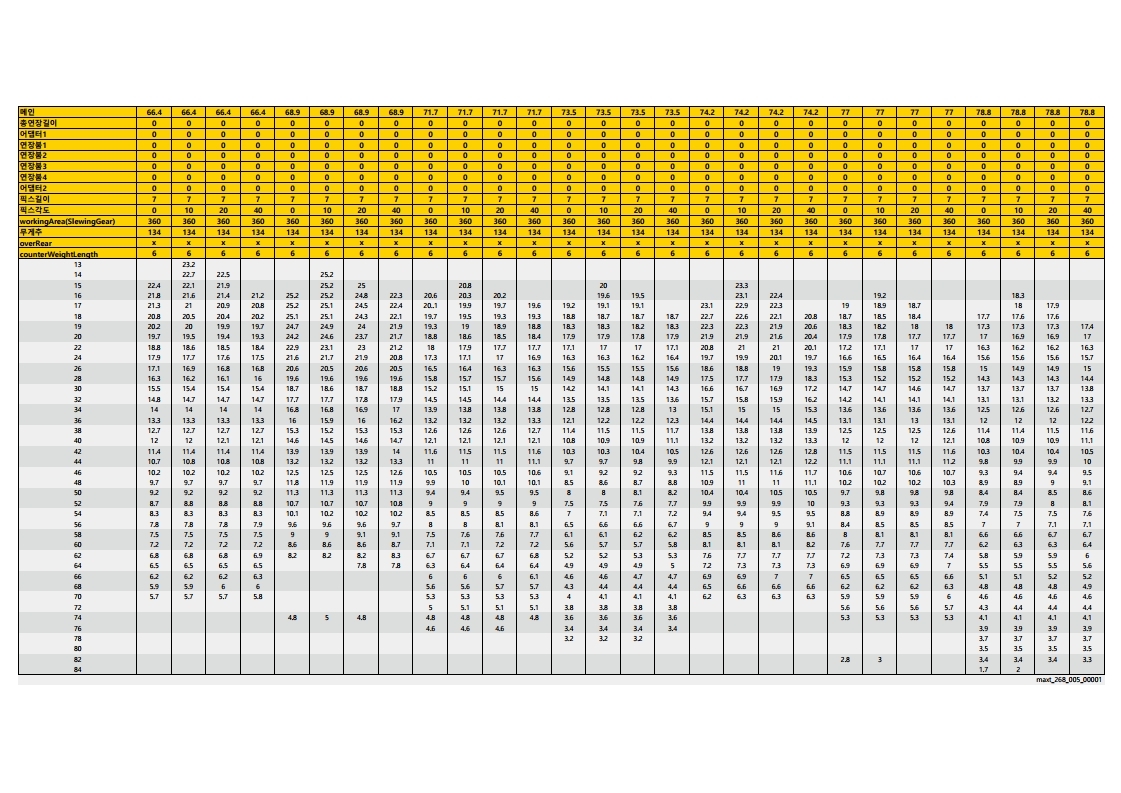 메인 66.4 66.4 66.4 66.4 68.9 68.9 68.9 68.9 71.7 71.7 71.7 71.7 73.5 73.5 73.5 73.5 74.2 74.2 74.2 74.2 77 77 77 77 78.8 78.8 78.8 78.8
총연장길이 0 0 0 0 0 0 0 0 0 0 0 0 0 0 0 0 0 0 0 0 0 0 0 0 0 0 0 0
어댑터1 0 0 0 0 0 0 0 0 0 0 0 0 0 0 0 0 0 0 0 0 0 0 0 0 0 0 0 0
연장붐1 0 0 0 0 0 0 0 0 0 0 0 0 0 0 0 0 0 0 0 0 0 0 0 0 0 0 0 0
연장붐2 0 0 0 0 0 0 0 0 0 0 0 0 0 0 0 0 0 0 0 0 0 0 0 0 0 0 0 0
연장붐3 0 0 0 0 0 0 0 0 0 0 0 0 0 0 0 0 0 0 0 0 0 0 0 0 0 0 0 0
연장붐4 0 0 0 0 0 0 0 0 0 0 0 0 0 0 0 0 0 0 0 0 0 0 0 0 0 0 0 0
어댑터2 0 0 0 0 0 0 0 0 0 0 0 0 0 0 0 0 0 0 0 0 0 0 0 0 0 0 0 0
픽스길이 7 7 7 7 7 7 7 7 7 7 7 7 7 7 7 7 7 7 7 7 7 7 7 7 7 7 7 7
픽스각도 0 10 20 40 0 10 20 40 0 10 20 40 0 10 20 40 0 10 20 40 0 10 20 40 0 10 20 40
workingArea(SlewingGear) 360 360 360 360 360 360 360 360 360 360 360 360 360 360 360 360 360 360 360 360 360 360 360 360 360 360 360 360
무게추 134 134 134 134 134 134 134 134 134 134 134 134 134 134 134 134 134 134 134 134 134 134 134 134 134 134 134 134
overRear x x x x x x x x x x x x x x x x x x x x x x x x x x x x
counterWeightLength 6 6 6 6 6 6 6 6 6 6 6 6 6 6 6 6 6 6 6 6 6 6 6 6 6 6 6 6
13 23.2
14 22.7 22.5 25.2
15 22.4 22.1 21.9 25.2 25 20.8 20 23.3
16 21.8 21.6 21.4 21.2 25.2 25.2 24.8 22.3 20.6 20.3 20.2 19.6 19.5 23.1 22.4 19.2 18.3
17 21.3 21 20.9 20.8 25.2 25.1 24.5 22.4 20.1 19.9 19.7 19.6 19.2 19.1 19.1 23.1 22.9 22.3 19 18.9 18.7 18 17.9
18 20.8 20.5 20.4 20.2 25.1 25.1 24.2 22.1 19.7 19.5 19.3 19.3 18.8 18.7 18.7 18.7 22.7 22.6 22.1 20.8 18.7 18.5 18.4 17.7 17.6 17.6
19 20.2 20 19.9 19.7 24.7 24.9 24 21.9 19.3 19 18.9 18.8 18.3 18.3 18.2 18.3 22.3 22.3 21.9 20.6 18.3 18.2 18 18 17.3 17.3 17.3 17.4
20 19.7 19.5 19.4 19.3 24.2 24.6 23.7 21.7 18.8 18.6 18.5 18.4 17.9 17.9 17.8 17.9 21.9 21.9 21.6 20.4 17.9 17.8 17.7 17.7 17 16.9 16.9 17
22 18.8 18.6 18.5 18.4 22.9 23.1 23 21.2 18 17.9 17.7 17.7 17.1 17 17 17.1 20.8 21 21 20.1 17.2 17.1 17 17 16.3 16.2 16.2 16.3
24 17.9 17.7 17.6 17.5 21.6 21.7 21.9 20.8 17.3 17.1 17 16.9 16.3 16.3 16.2 16.4 19.7 19.9 20.1 19.7 16.6 16.5 16.4 16.4 15.6 15.6 15.6 15.7
26 17.1 16.9 16.8 16.8 20.6 20.5 20.6 20.5 16.5 16.4 16.3 16.3 15.6 15.5 15.5 15.6 18.6 18.8 19 19.3 15.9 15.8 15.8 15.8 15 14.9 14.9 15
28 16.3 16.2 16.1 16 19.6 19.6 19.6 19.6 15.8 15.7 15.7 15.6 14.9 14.8 14.8 14.9 17.5 17.7 17.9 18.3 15.3 15.2 15.2 15.2 14.3 14.3 14.3 14.4
30 15.5 15.4 15.4 15.4 18.7 18.6 18.7 18.8 15.2 15.1 15 15 14.2 14.1 14.1 14.3 16.6 16.7 16.9 17.2 14.7 14.7 14.6 14.6 13.7 13.7 13.7 13.8
32 14.8 14.7 14.7 14.7 17.7 17.7 17.8 17.9 14.5 14.5 14.4 14.4 13.5 13.5 13.5 13.6 15.7 15.8 15.9 16.2 14.2 14.1 14.1 14.1 13.1 13.1 13.2 13.3
34 14 14 14 14 16.8 16.8 16.9 17 13.9 13.8 13.8 13.8 12.8 12.8 12.8 13 15.1 15 15 15.3 13.6 13.6 13.6 13.6 12.5 12.6 12.6 12.7
36 13.3 13.3 13.3 13.3 16 15.9 16 16.2 13.2 13.2 13.2 13.3 12.1 12.2 12.2 12.3 14.4 14.4 14.4 14.5 13.1 13.1 13 13.1 12 12 12 12.2
38 12.7 12.7 12.7 12.7 15.3 15.2 15.3 15.3 12.6 12.6 12.6 12.7 11.4 11.5 11.5 11.7 13.8 13.8 13.8 13.9 12.5 12.5 12.5 12.6 11.4 11.4 11.5 11.6
40 12 12 12.1 12.1 14.6 14.5 14.6 14.7 12.1 12.1 12.1 12.1 10.8 10.9 10.9 11.1 13.2 13.2 13.2 13.3 12 12 12 12.1 10.8 10.9 10.9 11.1
42 11.4 11.4 11.4 11.4 13.9 13.9 13.9 14 11.6 11.5 11.5 11.6 10.3 10.3 10.4 10.5 12.6 12.6 12.6 12.8 11.5 11.5 11.5 11.6 10.3 10.4 10.4 10.5
44 10.7 10.8 10.8 10.8 13.2 13.2 13.2 13.3 11 11 11 11.1 9.7 9.7 9.8 9.9 12.1 12.1 12.2 12.2 11.1 11.1 11.1 11.2 9.8 9.9 9.9 10
46 10.2 10.2 10.2 10.2 12.5 12.5 12.5 12.6 10.5 10.5 10.5 10.6 9.1 9.2 9.2 9.3 11.5 11.5 11.6 11.7 10.6 10.7 10.6 10.7 9.3 9.4 9.4 9.5
48 9.7 9.7 9.7 9.7 11.8 11.9 11.9 11.9 9.9 10 10.1 10.1 8.5 8.6 8.7 8.8 10.9 11 11 11.1 10.2 10.2 10.2 10.3 8.9 8.9 9 9.1
50 9.2 9.2 9.2 9.2 11.3 11.3 11.3 11.3 9.4 9.4 9.5 9.5 8 8 8.1 8.2 10.4 10.4 10.5 10.5 9.7 9.8 9.8 9.8 8.4 8.4 8.5 8.6
52 8.7 8.8 8.8 8.8 10.7 10.7 10.7 10.8 9 9 9 9 7.5 7.5 7.6 7.7 9.9 9.9 9.9 10 9.3 9.3 9.3 9.4 7.9 7.9 8 8.1
54 8.3 8.3 8.3 8.3 10.1 10.2 10.2 10.2 8.5 8.5 8.5 8.6 7 7.1 7.1 7.2 9.4 9.4 9.5 9.5 8.8 8.9 8.9 8.9 7.4 7.5 7.5 7.6
56 7.8 7.8 7.8 7.9 9.6 9.6 9.6 9.7 8 8 8.1 8.1 6.5 6.6 6.6 6.7 9 9 9 9.1 8.4 8.5 8.5 8.5 7 7 7.1 7.1
58 7.5 7.5 7.5 7.5 9 9 9.1 9.1 7.5 7.6 7.6 7.7 6.1 6.1 6.2 6.2 8.5 8.5 8.6 8.6 8 8.1 8.1 8.1 6.6 6.6 6.7 6.7
60 7.2 7.2 7.2 7.2 8.6 8.6 8.7 8.7 7.1 7.1 7.2 7.2 5.6 5.7 5.7 5.8 8.1 8.1 8.1 8.2 7.6 7.7 7.7 7.7 6.2 6.3 6.3 6.4
62 6.8 6.8 6.8 6.9 8.2 8.2 8.2 8.3 6.7 6.7 6.7 6.8 5.2 5.2 5.3 5.3 7.6 7.7 7.7 7.7 7.2 7.3 7.3 7.4 5.8 5.9 5.9 6
64 6.5 6.5 6.5 6.5 7.8 7.8 6.3 6.4 6.4 6.4 4.9 4.9 4.9 5 7.2 7.3 7.3 7.3 6.9 6.9 6.9 7 5.5 5.5 5.5 5.6
66 6.2 6.2 6.2 6.3 6 6 6 6.1 4.6 4.6 4.7 4.7 6.9 6.9 7 7 6.5 6.5 6.5 6.6 5.1 5.1 5.2 5.2
68 5.9 5.9 6 6 5.6 5.6 5.7 5.7 4.3 4.4 4.4 4.4 6.5 6.6 6.6 6.6 6.2 6.2 6.2 6.3 4.8 4.8 4.8 4.9
70 5.7 5.7 5.7 5.8 5.3 5.3 5.3 5.4 4 4.1 4.1 4.1 6.2 6.3 6.3 6.3 5.9 5.9 5.9 6 4.6 4.6 4.6 4.6
72 5 5.1 5.1 5.1 3.8 3.8 3.8 3.8 5.6 5.6 5.6 5.7 4.3 4.4 4.4 4.4
74 4.8 5 4.8 4.8 4.8 4.8 4.8 3.6 3.6 3.6 3.6 5.3 5.3 5.3 5.3 4.1 4.1 4.1 4.1
76 4.6 4.6 4.6 3.4 3.4 3.4 3.4 3.9 3.9 3.9 3.9
78 3.2 3.2 3.2 3.7 3.7 3.7 3.7
80 3.5 3.5 3.5 3.5
82 2.8 3 3.4 3.4 3.4 3.3
84 1.7 2
maxt_268_005_00001